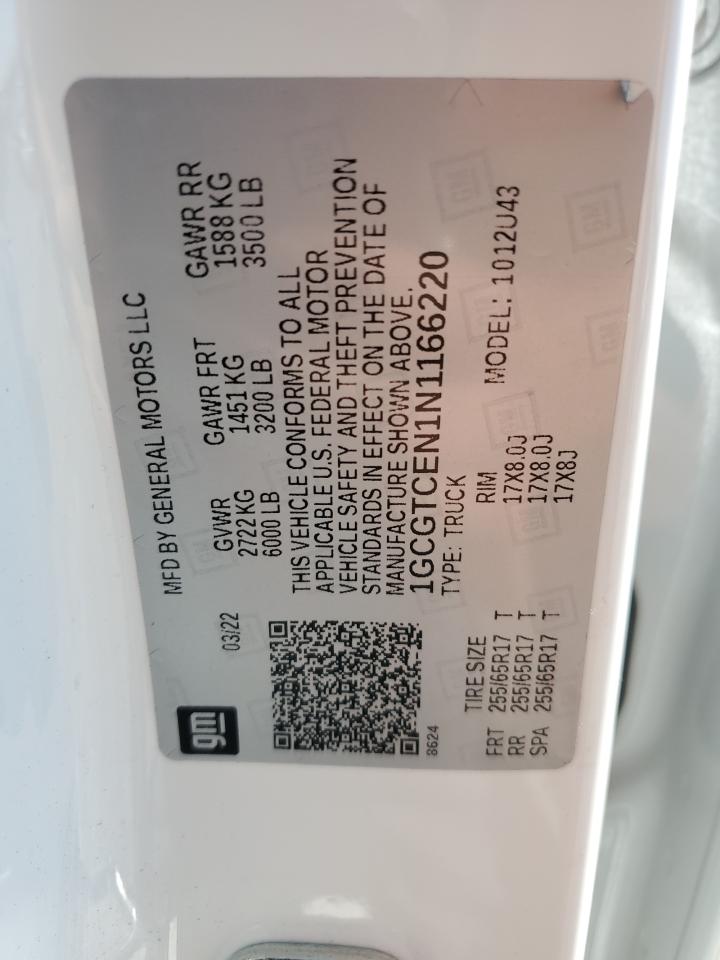 MFD BY GENERAL MOTORS LLC
gm
03/22
GVWR GAWR FRT GAWR RR
2722 KG 1451 KG 1588 KG
6000 LB 3200 LB 3500 LB
THIS VEHICLE CONFORMS TO ALL
APPLICABLE U.S. FEDERAL MOTOR
VEHICLE SAFETY AND THEFT PREVENTION
STANDARDS IN EFFECT ON THE DATE OF
MANUFACTURE SHOWN ABOVE.
1GCGTCEN1N1166220
8624
TYPE: TRUCK
TIRE SIZE RIM MODEL: 1012U43
FRT 255/65R17 T 17X8.0J
RR 255/65R17 T 17X8.0J
SPA 255/65R17 T 17X8J